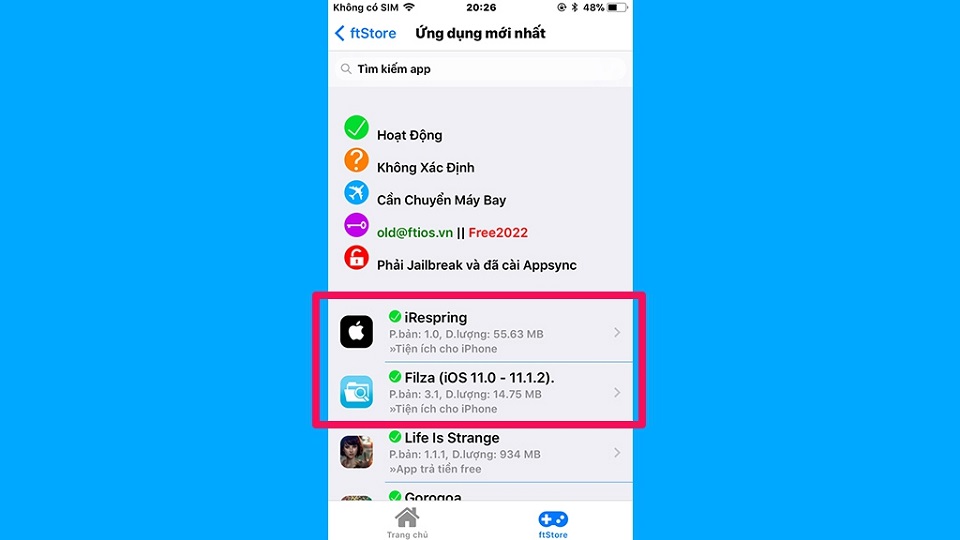 Không có SIM 20:26 48%
ftStore Ứng dụng mới nhất
Tìm kiếm app
Hoạt Động
Không Xác Định
Cần Chuyển Máy Bay
old@ftios.vn || Free2022
Phải Jailbreak và đã cài Appsync
iRespring
P.bản: 1.0, D.lượng: 55.63 MB
»Tiện ích cho iPhone
Filza (iOS 11.0 - 11.1.2).
P.bản: 3.1, D.lượng: 14.75 MB
»Tiện ích cho iPhone
Life Is Strange
P.bản: 1.1.1, D.lượng: 934 MB
»App trả tiền free
Gorogoa
Trang chủ ftStore